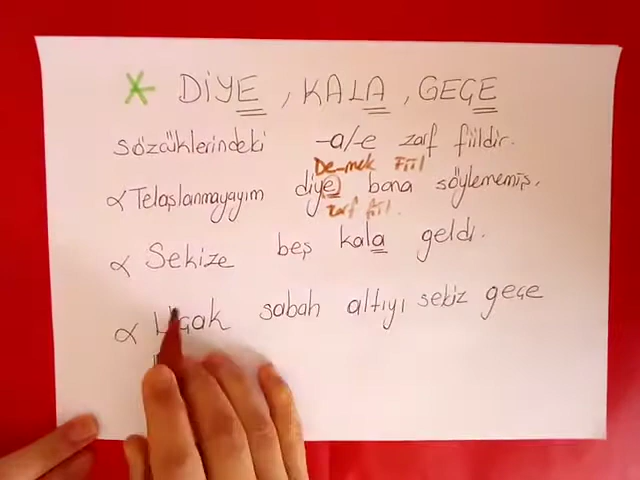 DİYE, KALA, GEÇE
sözcüklerindeki -a/-e zarf fiildir.
De-mek Fiil
α Telaşlanmayayım diye bana söylememiş.
zarf fiil.
α Sekize beş kala geldi.
α Uçak sabah altıyı sekiz geçe